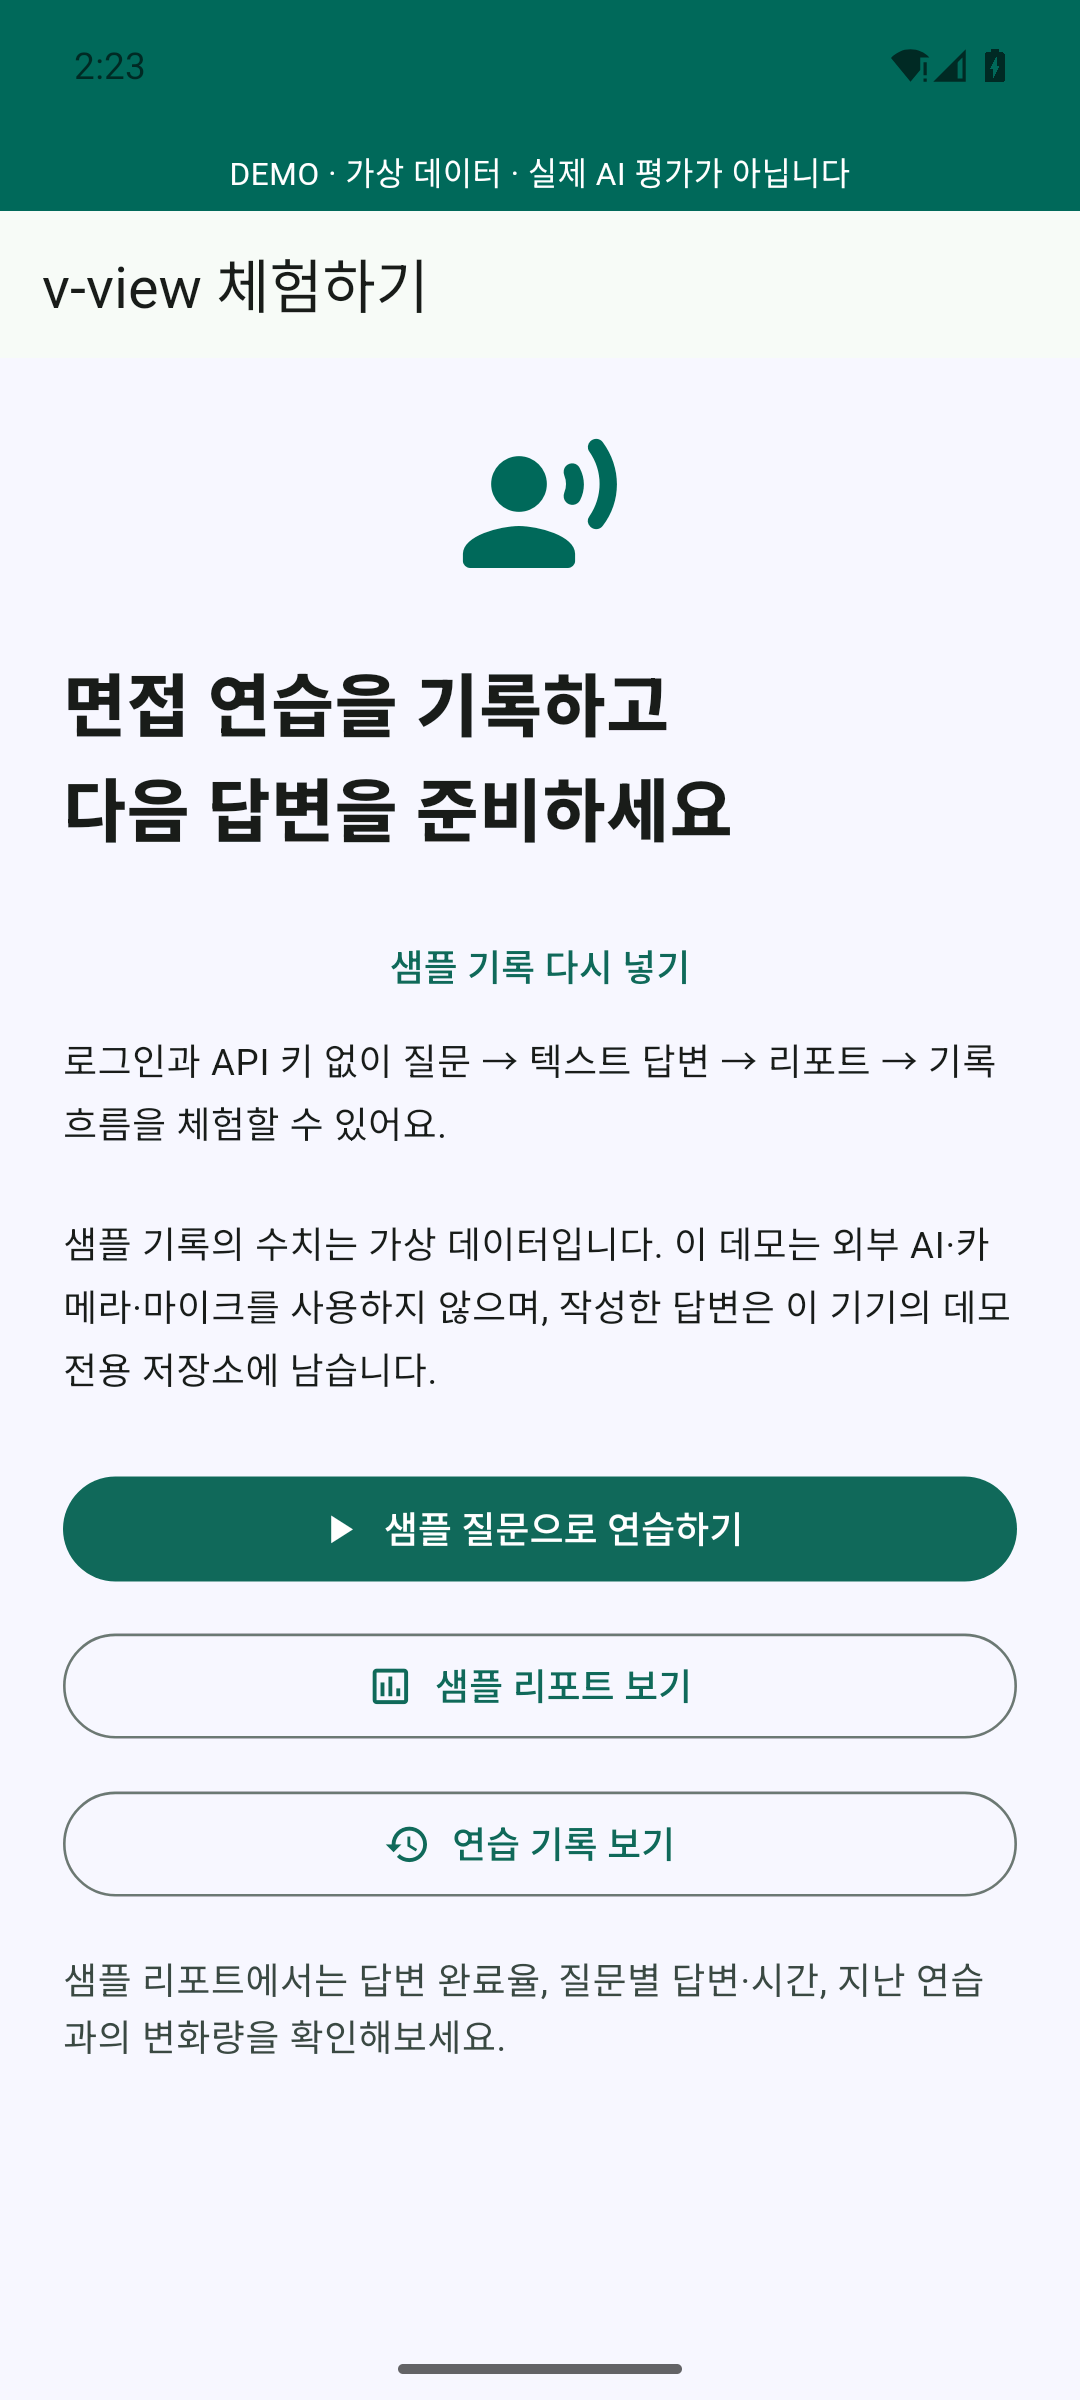 2:23
DEMO · 가상 데이터 · 실제 AI 평가가 아닙니다
v-view 체험하기
면접 연습을 기록하고
다음 답변을 준비하세요
샘플 기록 다시 넣기
로그인과 API 키 없이 질문 → 텍스트 답변 → 리포트 → 기록
흐름을 체험할 수 있어요.
샘플 기록의 수치는 가상 데이터입니다. 이 데모는 외부 AI·카
메라·마이크를 사용하지 않으며, 작성한 답변은 이 기기의 데모
전용 저장소에 남습니다.
샘플 질문으로 연습하기
샘플 리포트 보기
연습 기록 보기
샘플 리포트에서는 답변 완료율, 질문별 답변·시간, 지난 연습
과의 변화량을 확인해보세요.